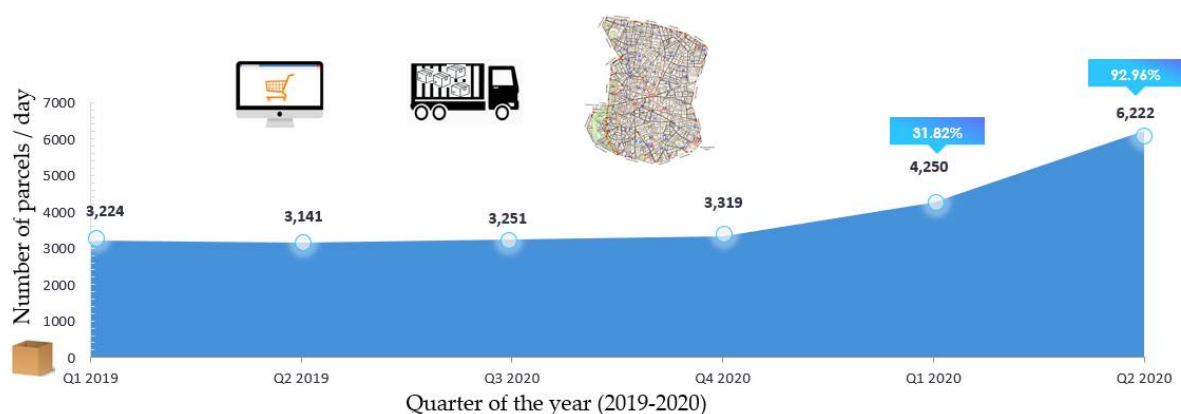 92.96%
7000
6,222
6000
31.82%
5000
4,250
4000
3,224
3,141
3,251
3,319
3000
2000
1000
0
Number of parcels / day
Q1 2019
Q2 2019
Q3 2020
Q4 2020
Q1 2020
Q2 2020
Quarter of the year (2019-2020)